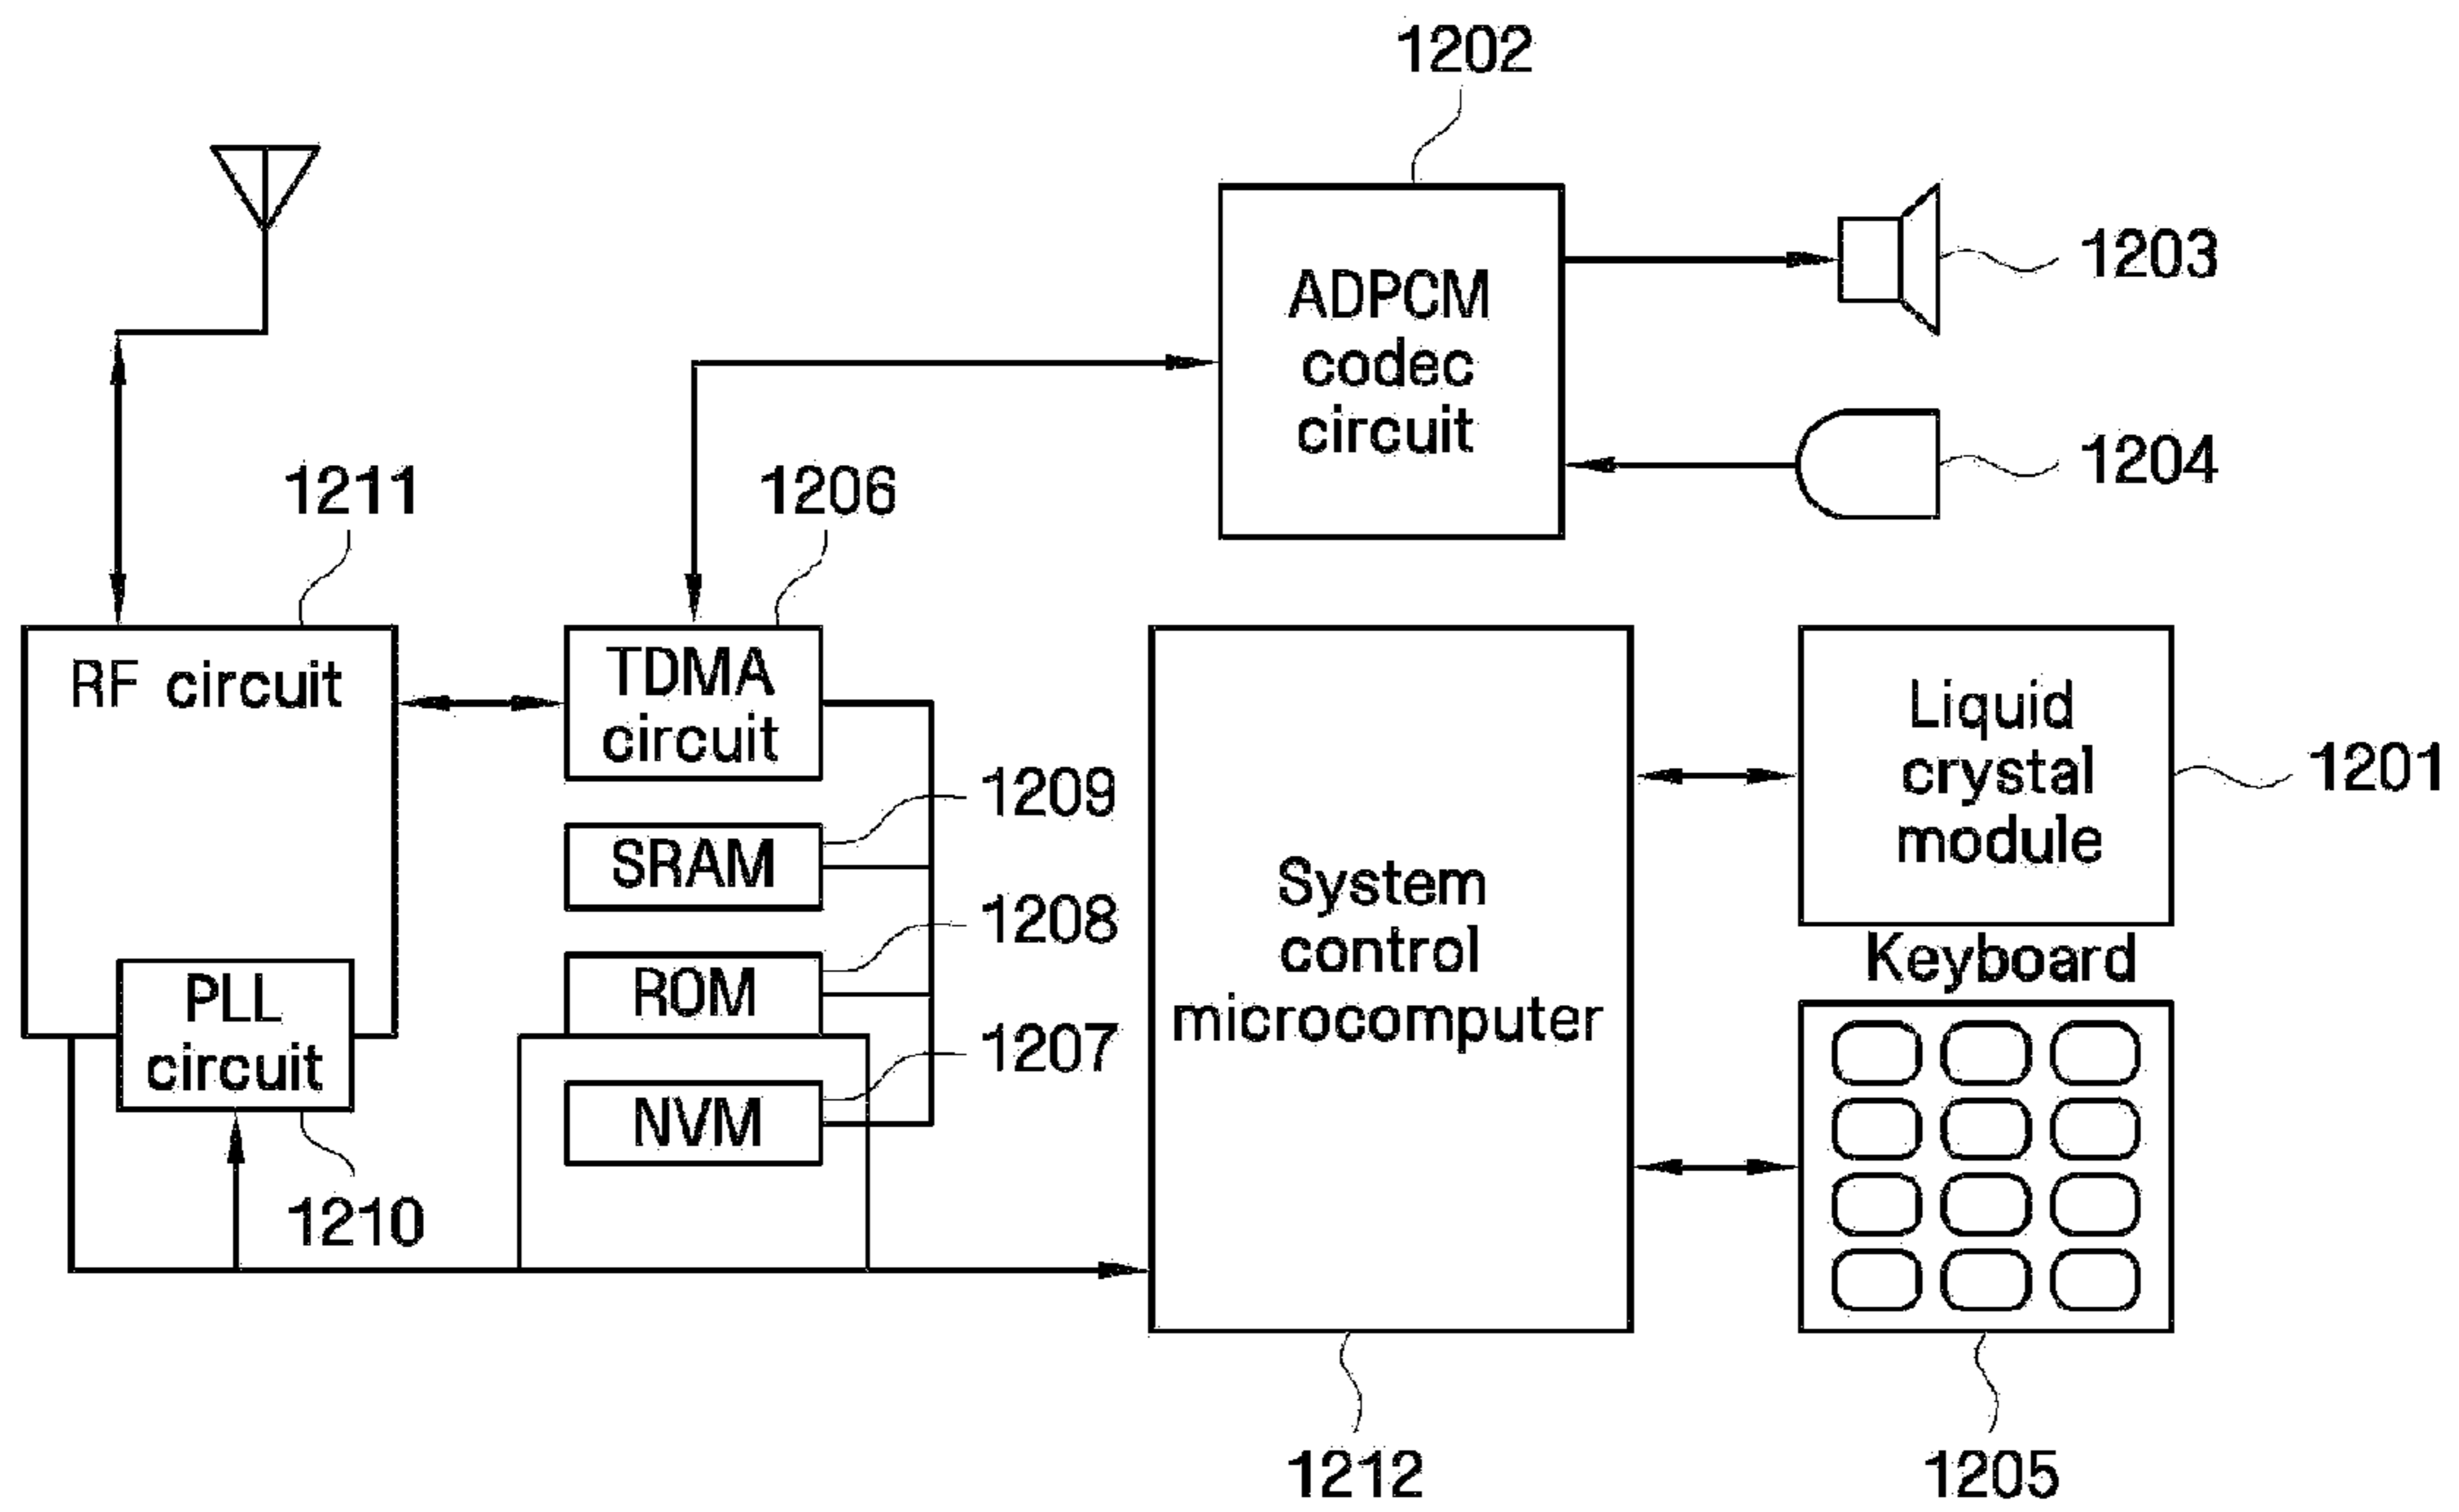 1202
1203
ADPCM
codec
circuit
1204
1211
1206
RF circuit
TDMA
circuit
Liquid
crystal
module
1201
1209
SRAM
1208
ROM
System
control
microcomputer
Keyboard
PLL
circuit
1207
NVM
1210
1212
1205